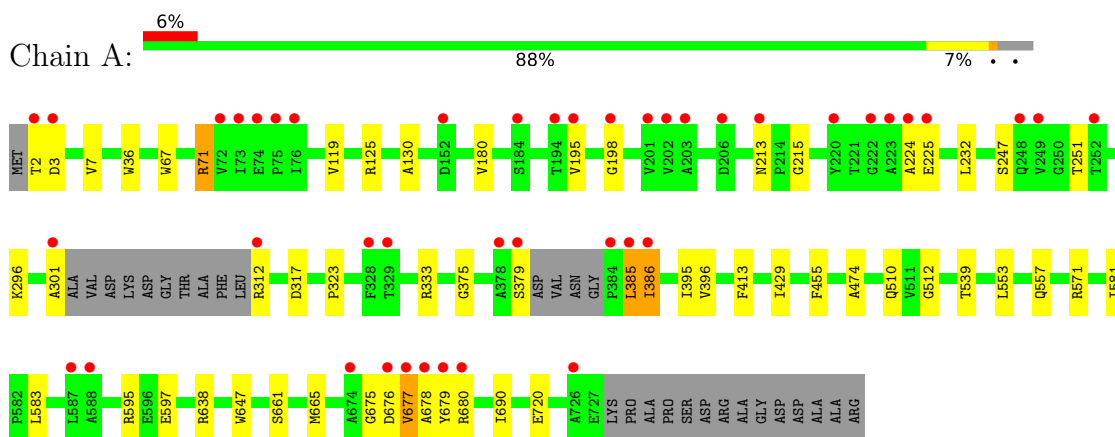 6%
Chain A:
88% 7% • •
MET T2 D3 V7 W36 W67 R71 V72 I73 E74 P75 I76 V119 R125 A130 D152 V180 S184 T194 V195 G198 V201 V202 A203 D206 N213 P214 G215 Y220 T221 G222 A223 A224 E225 L232 S247 Q248 V249 G250 T251 T252
K296 A301 ALA VAL ASP LYS ASP GLY THR ALA PHE LEU R312 D317 P323 F328 T329 R333 G375 A378 S379 ASP VAL ASN GLY P384 L385 I386 I395 V396 F413 I429 F455 A474 Q510 V511 G512 T539 L553 Q557 R571 I581
P582 L583 L587 A588 R595 E596 E597 R638 W647 S661 M665 A674 G675 D676 V677 A678 Y679 R680 I690 E720 A726 E727 LYS PRO ALA PRO SER ASP ARG ALA GLY ASP ASP ALA ALA ARG